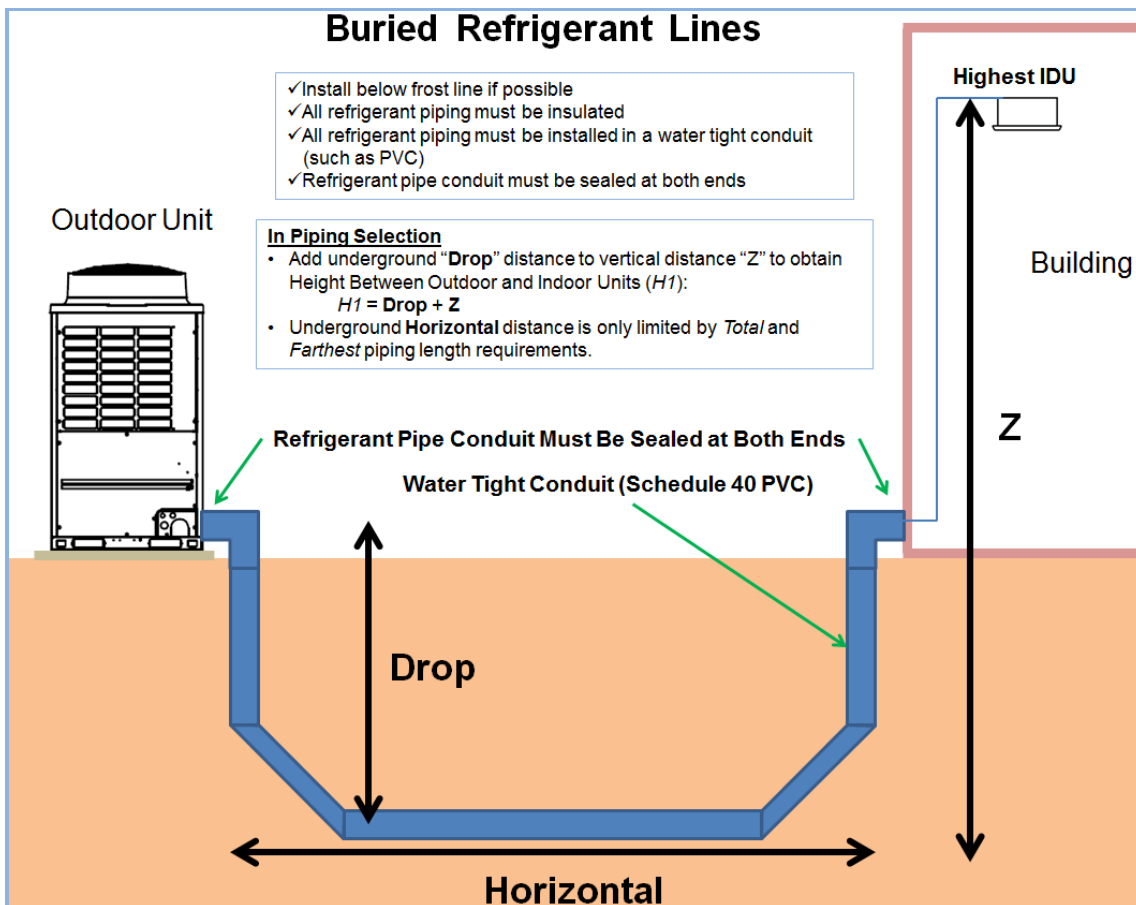 Buried Refrigerant Lines
✓Install below frost line if possible
✓All refrigerant piping must be insulated
✓All refrigerant piping must be installed in a water tight conduit
(such as PVC)
✓Refrigerant pipe conduit must be sealed at both ends
Highest IDU
Outdoor Unit
In Piping Selection
• Add underground “Drop” distance to vertical distance “Z” to obtain
Height Between Outdoor and Indoor Units (H1):
H1 = Drop + Z
• Underground Horizontal distance is only limited by Total and
Farthest piping length requirements.
Building
Refrigerant Pipe Conduit Must Be Sealed at Both Ends
Z
Water Tight Conduit (Schedule 40 PVC)
Drop
Horizontal